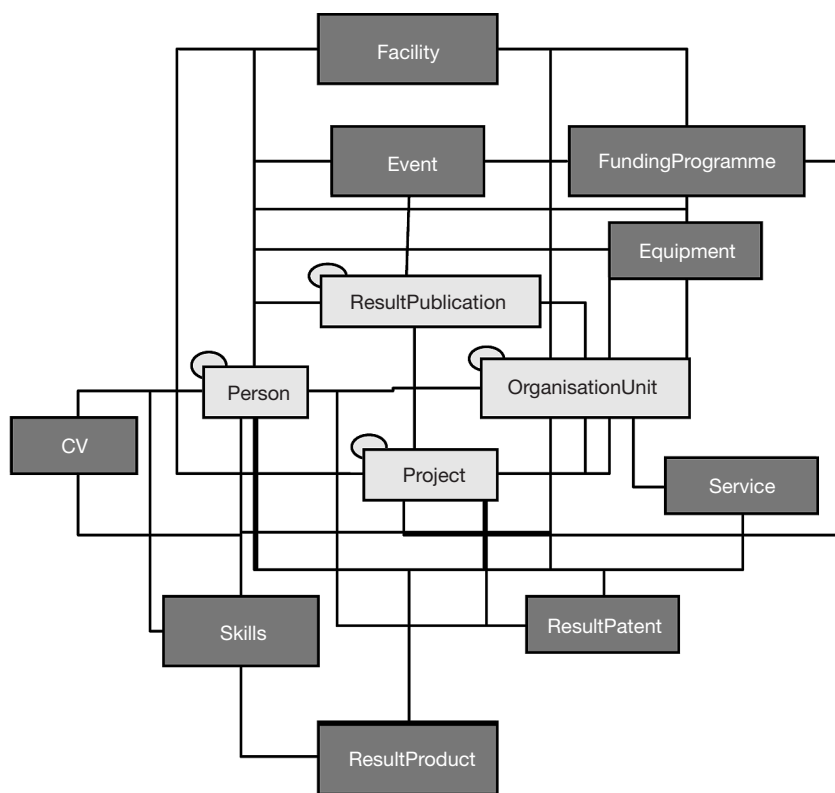 Facility
Event
FundingProgramme
Equipment
ResultPublication
OrganisationUnit
Person
CV
Project
Service
Skills
ResultPatent
ResultProduct